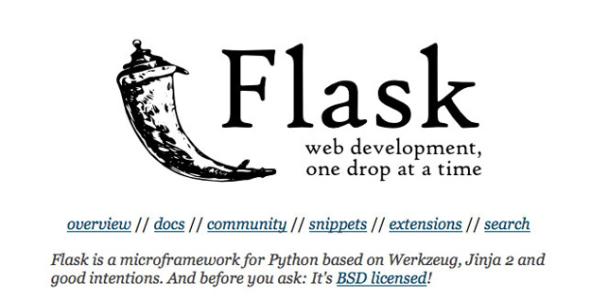 Flask
web development,
one drop at a time
overview // docs // community // snippets // extensions // search
Flask is a microframework for Python based on Werkzeug, Jinja 2 and
good intentions. And before you ask: It's BSD licensed!